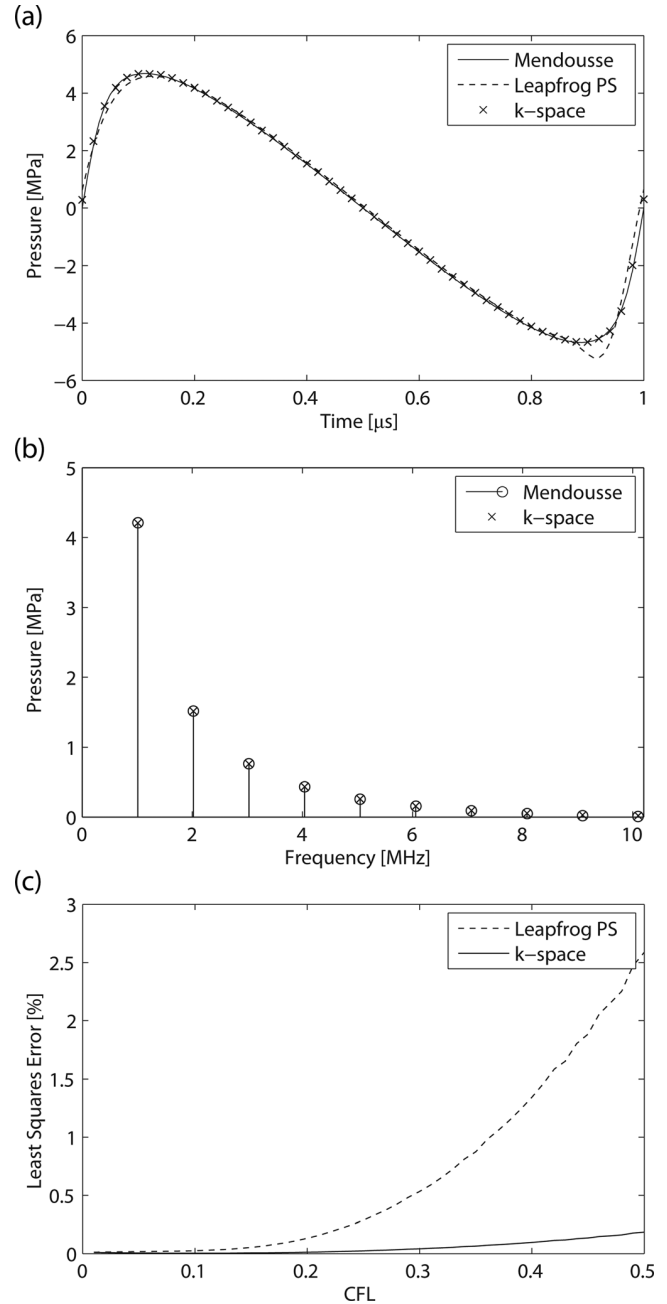 (a)
6
4
2
0
−2
−4
−6
Pressure [MPa]
Mendousse
Leapfrog PS
k−space
0
0.2
0.4
0.6
0.8
1
Time [μs]
(b)
5
4
3
2
1
0
Pressure [MPa]
Mendousse
k−space
0
2
4
6
8
10
Frequency [MHz]
(c)
3
2.5
2
1.5
1
0.5
0
Least Squares Error [%]
Leapfrog PS
k−space
0
0.1
0.2
0.3
0.4
0.5
CFL